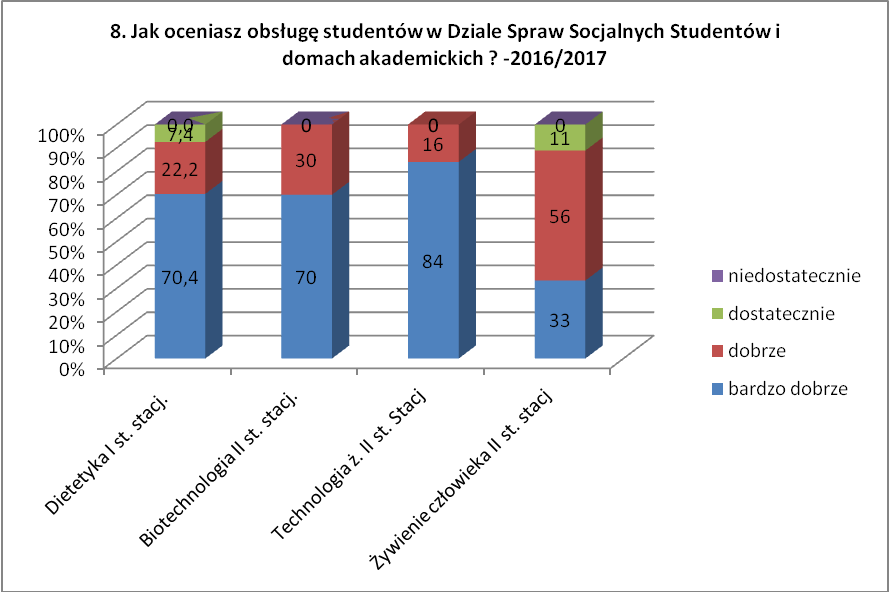 8. Jak oceniasz obsługę studentów w Dziale Spraw Socjalnych Studentów i
domach akademickich ? -2016/2017
100%
90%
80%
70%
60%
50%
40%
30%
20%
10%
0%
0,0
7,4
22,2
70,4
0
30
70
0
16
84
0
11
56
33
niedostatecznie
dostatecznie
dobrze
bardzo dobrze
Dietetyka I st. stacj.
Biotechnologia II st. stacj.
Technologia ż. II st. Stacj
Żywienie człowieka II st. stacj